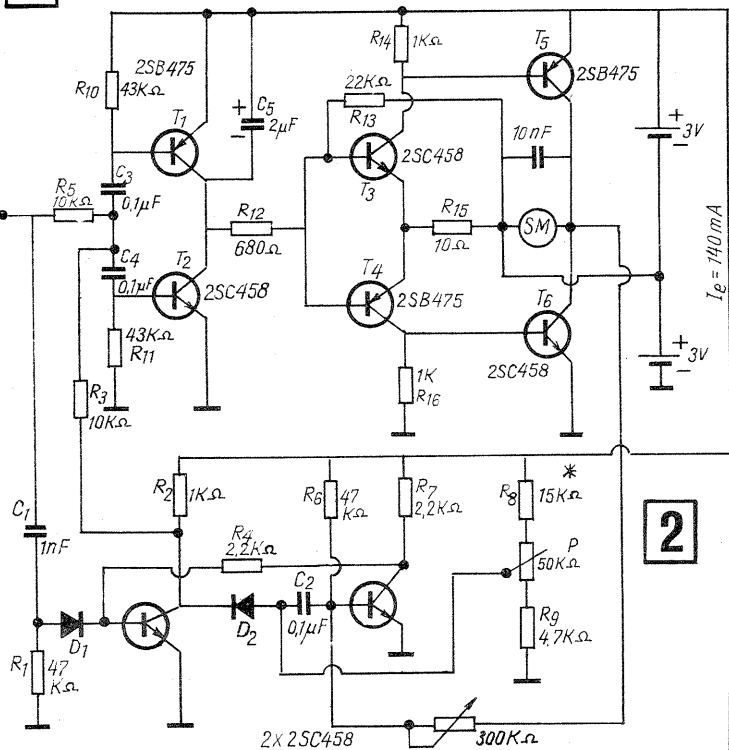 R14 1KΩ
T5
2SB475
2SB475
R10 43KΩ
T1
+
C5
-
2µF
22KΩ
R13
10nF
+
-
3V
C3
0,1µF
2SC458
T3
R5
10KΩ
R12
680Ω
R15
10Ω
SM
Ie = 140mA
C4
0,1µF
T2
2SC458
T4
2SB475
T6
2SC458
+
-
3V
43KΩ
R11
1K
R16
R3
10KΩ
R2 1KΩ
R6 47 KΩ
R7
2,2KΩ
*
R8 15KΩ
2
C1
1nF
R4
2,2KΩ
P
50KΩ
C2
0,1µF
D1
D2
R9
4,7KΩ
R1 47 KΩ
2x 2SC458
300KΩ